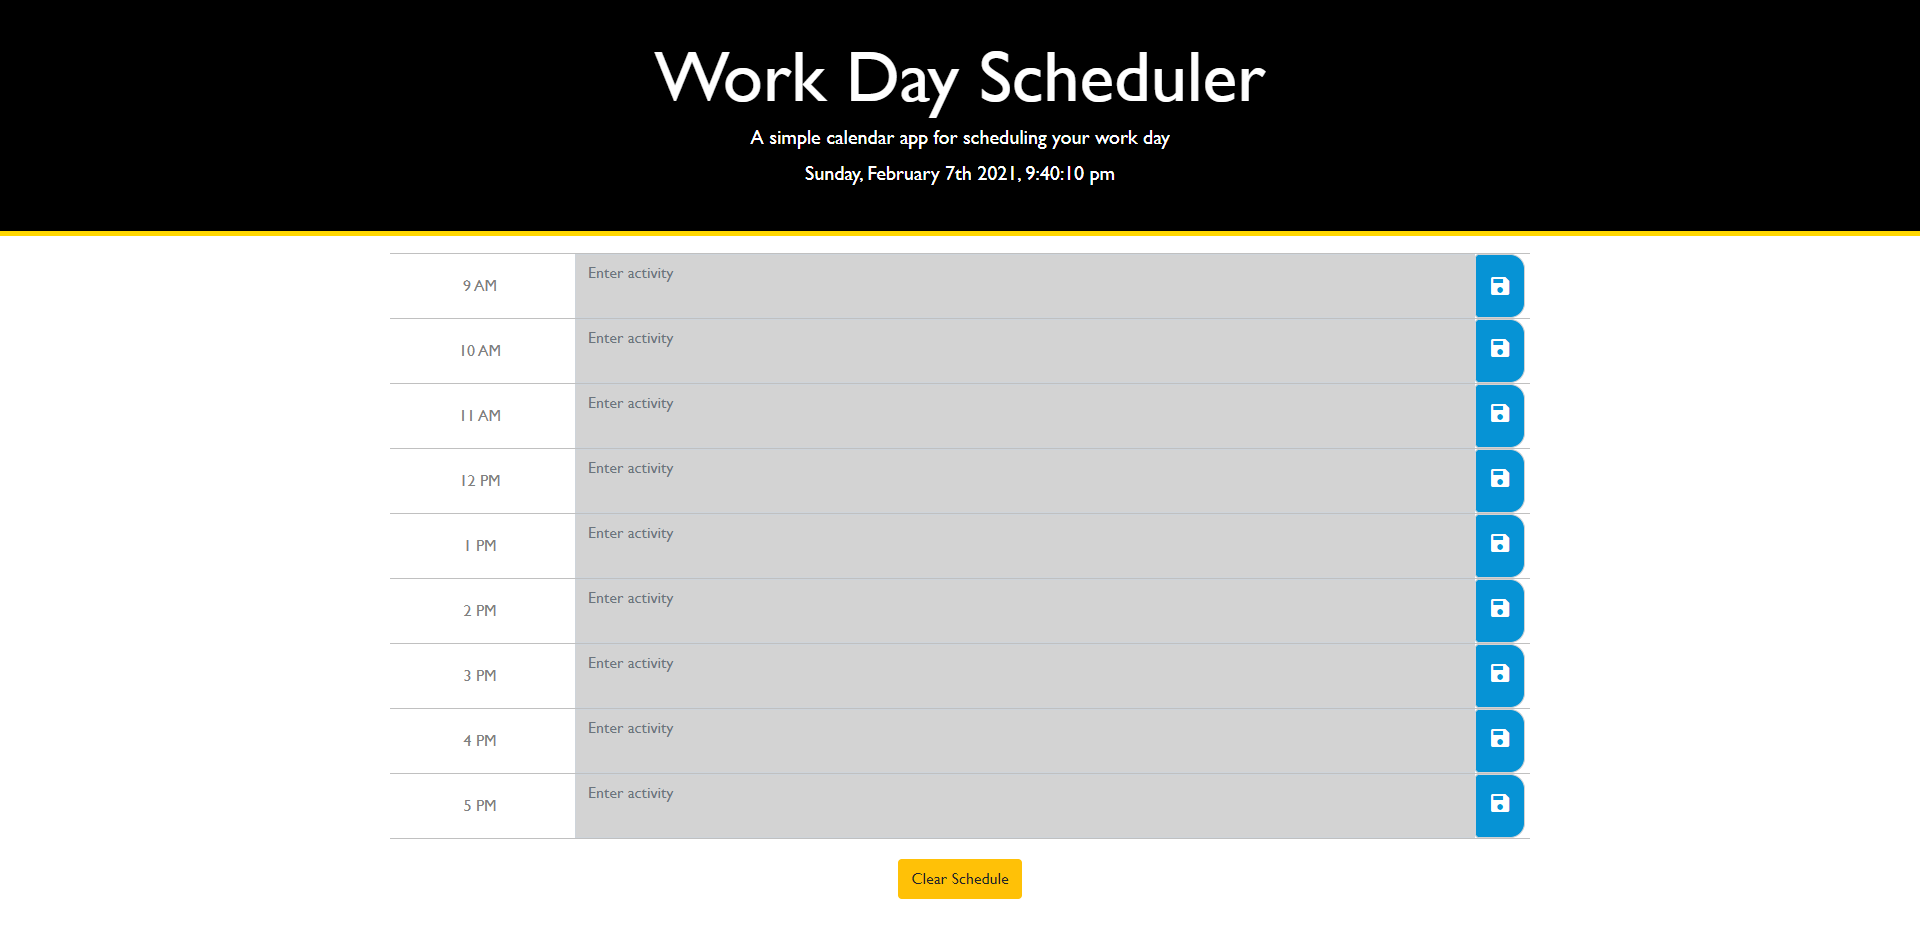 Work Day Scheduler
A simple calendar app for scheduling your work day
Sunday, February 7th 2021, 9:40:10 pm
9 AM Enter activity
10 AM Enter activity
11 AM Enter activity
12 PM Enter activity
1 PM Enter activity
2 PM Enter activity
3 PM Enter activity
4 PM Enter activity
5 PM Enter activity
Clear Schedule